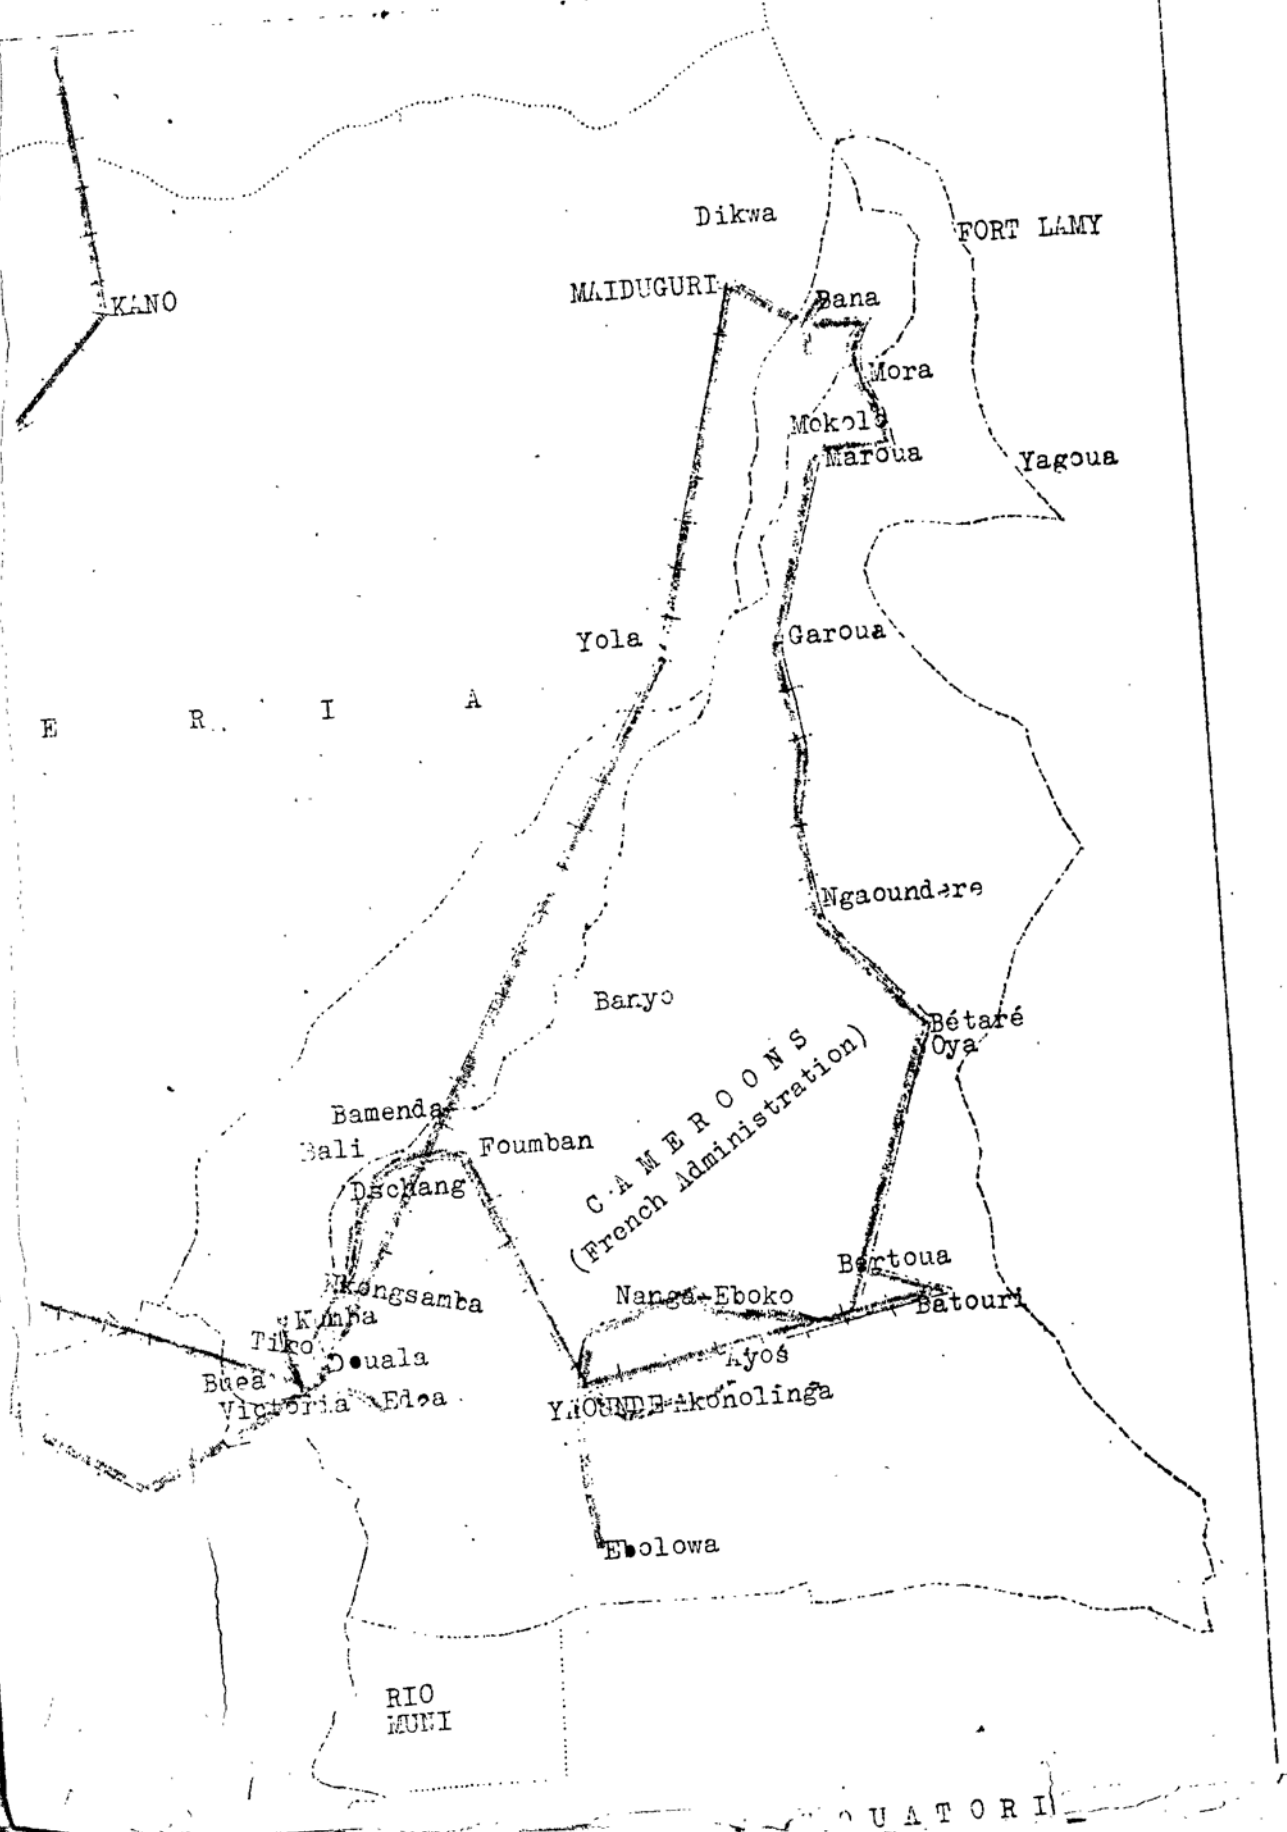 Dikwa
FORT LAMY
KANO
MAIDUGURI
Bana
Mora
Mokolo
Maroua
Yagoua
Yola
Garoua
E R I A
Ngaoundere
Banyo
Bétaré
Oya
CAMEROONS
(French Administration)
Bamenda
Bali
Foumban
Dschang
Bertoua
Nkongsamba
Nanga-Eboko
Batouri
Kumba
Tiko
Douala
Ayos
Buea
Victoria
Edea
YAOUNDE
Akonolinga
Ebolowa
RIO
MUNI
UATORI